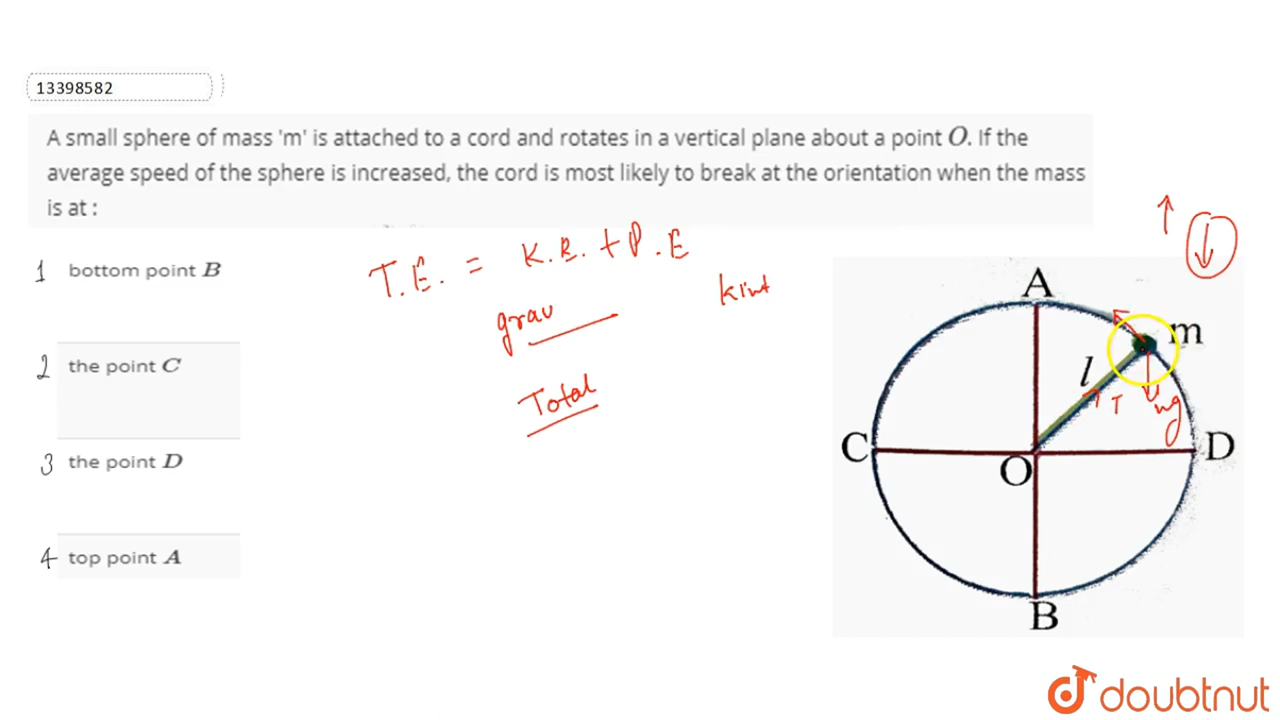 13398582
A small sphere of mass 'm' is attached to a cord and rotates in a vertical plane about a point O. If the
average speed of the sphere is increased, the cord is most likely to break at the orientation when the mass
is at :
1 bottom point B
2 the point C
3 the point D
4 top point A
T.E. = K.E. + P.E
grav
kint
Total
A
m
l
T
mg
C
O
D
B
doubtnut